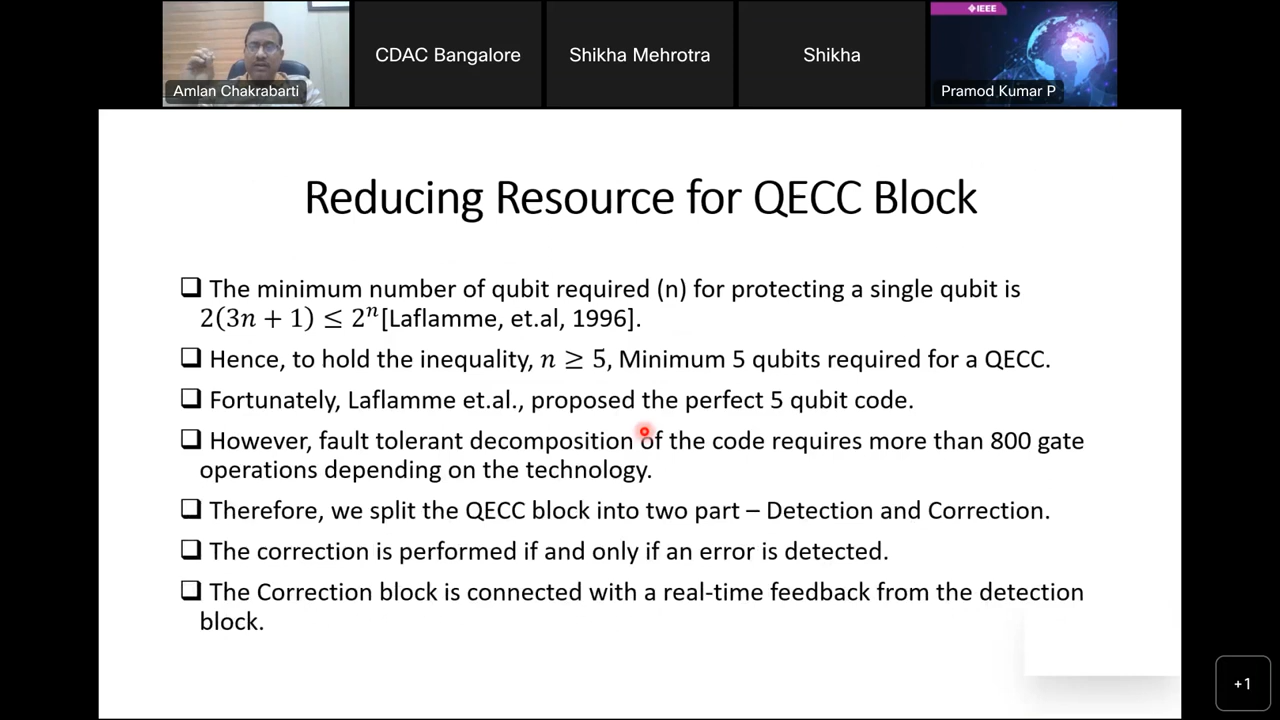 IEEE
Amlan Chakrabarti
CDAC Bangalore
Shikha Mehrotra
Shikha
Pramod Kumar P
Reducing Resource for QECC Block
❑ The minimum number of qubit required (n) for protecting a single qubit is
2(3n + 1) ≤ 2ⁿ[Laflamme, et.al, 1996].
❑ Hence, to hold the inequality, n ≥ 5, Minimum 5 qubits required for a QECC.
❑ Fortunately, Laflamme et.al., proposed the perfect 5 qubit code.
❑ However, fault tolerant decomposition of the code requires more than 800 gate
operations depending on the technology.
❑ Therefore, we split the QECC block into two part – Detection and Correction.
❑ The correction is performed if and only if an error is detected.
❑ The Correction block is connected with a real-time feedback from the detection
block.
+1